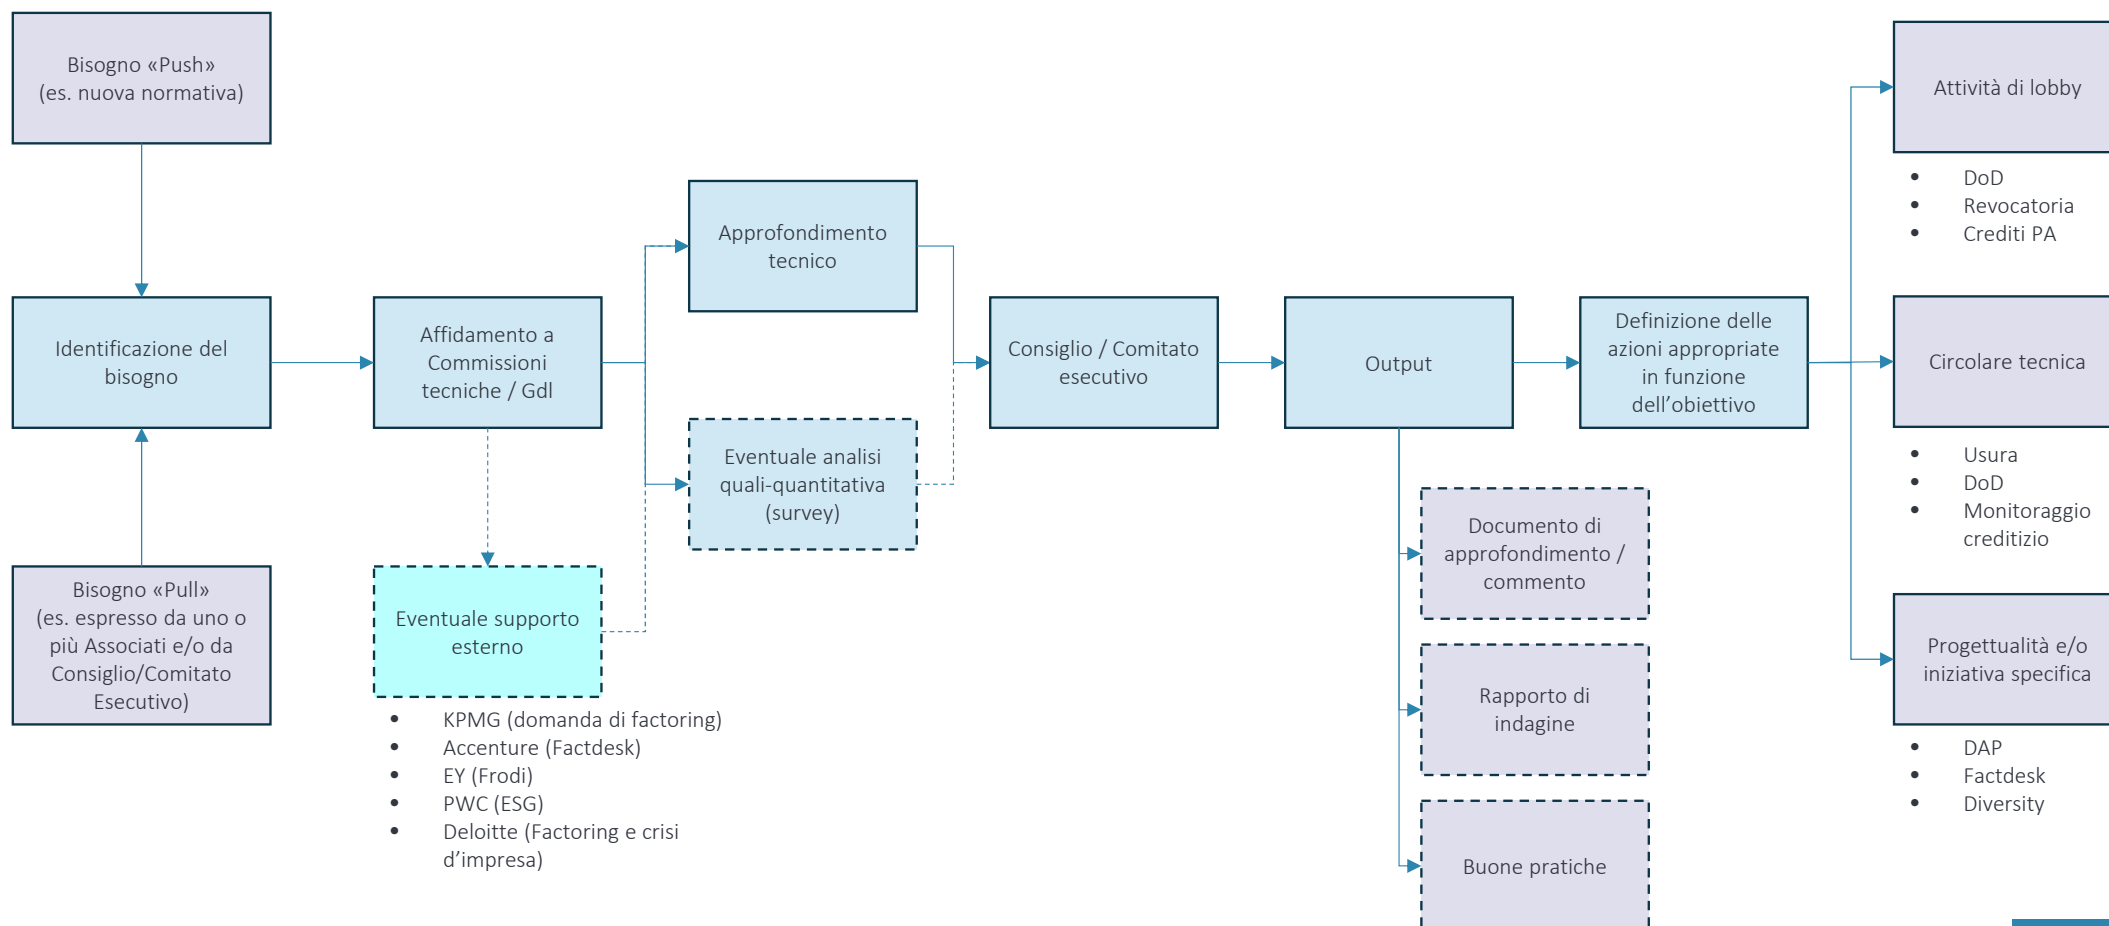 Bisogno «Push»
(es. nuova normativa)
Identificazione del
bisogno
Bisogno «Pull»
(es. espresso da uno o
più Associati e/o da
Consiglio/Comitato
Esecutivo)
Affidamento a
Commissioni
tecniche / Gdl
Eventuale supporto
esterno
• KPMG (domanda di factoring)
• Accenture (Factdesk)
• EY (Frodi)
• PWC (ESG)
• Deloitte (Factoring e crisi
d’impresa)
Approfondimento
tecnico
Eventuale analisi
quali-quantitativa
(survey)
Consiglio / Comitato
esecutivo
Output
Documento di
approfondimento /
commento
Rapporto di
indagine
Buone pratiche
Definizione delle
azioni appropriate
in funzione
dell’obiettivo
Attività di lobby
• DoD
• Revocatoria
• Crediti PA
Circolare tecnica
• Usura
• DoD
• Monitoraggio
creditizio
Progettualità e/o
iniziativa specifica
• DAP
• Factdesk
• Diversity